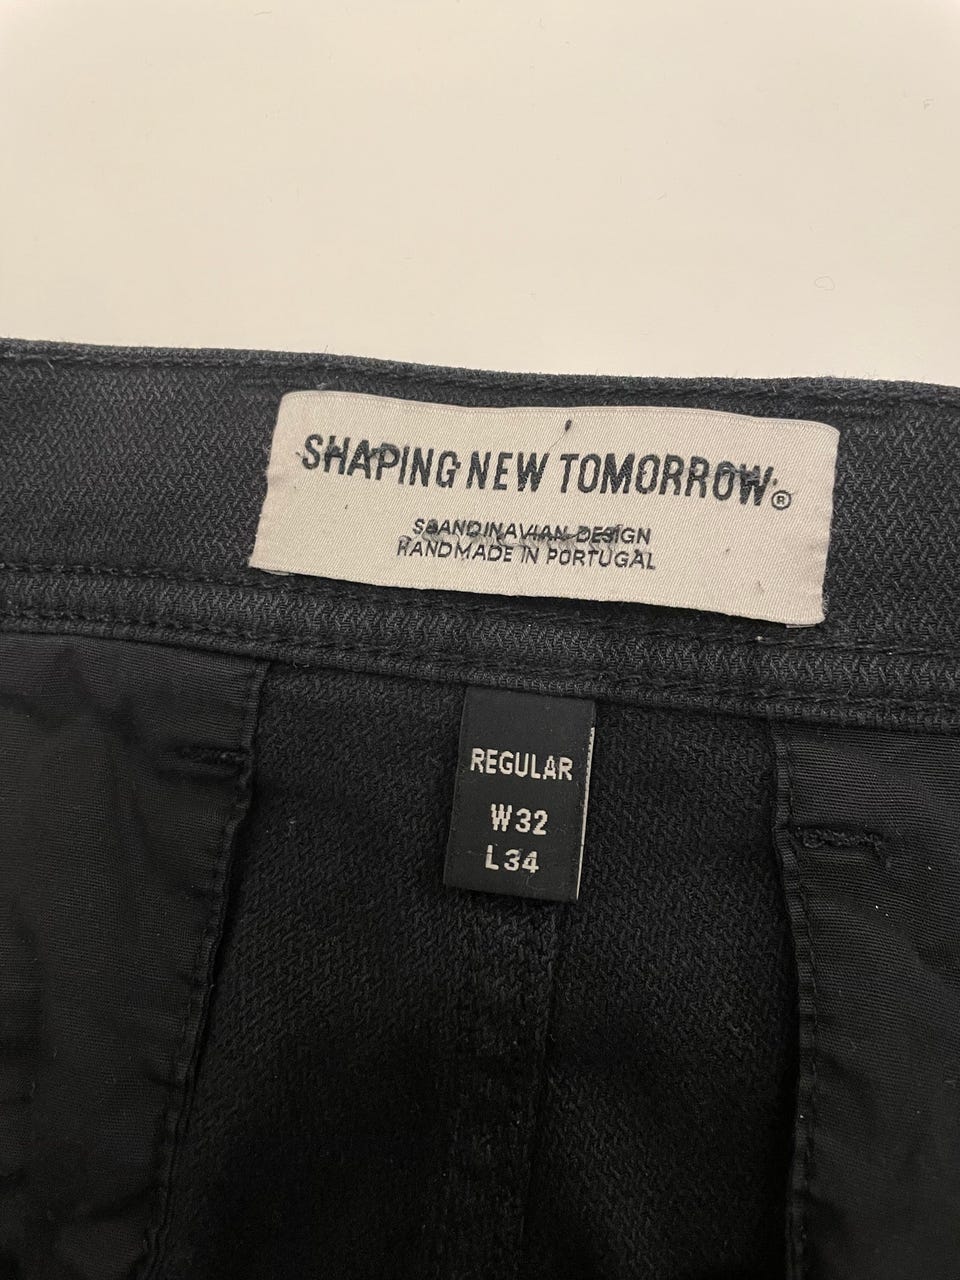 SHAPING NEW TOMORROW®
SCANDINAVIAN DESIGN
HANDMADE IN PORTUGAL
REGULAR
W32
L34